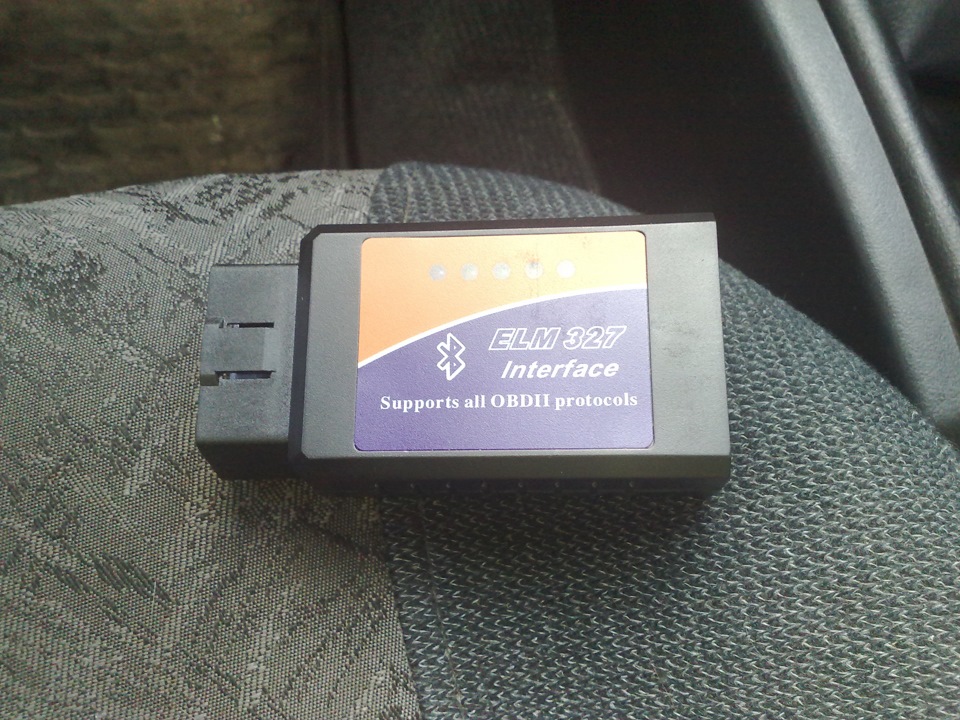 ELM 327
Interface
Supports all OBDII protocols